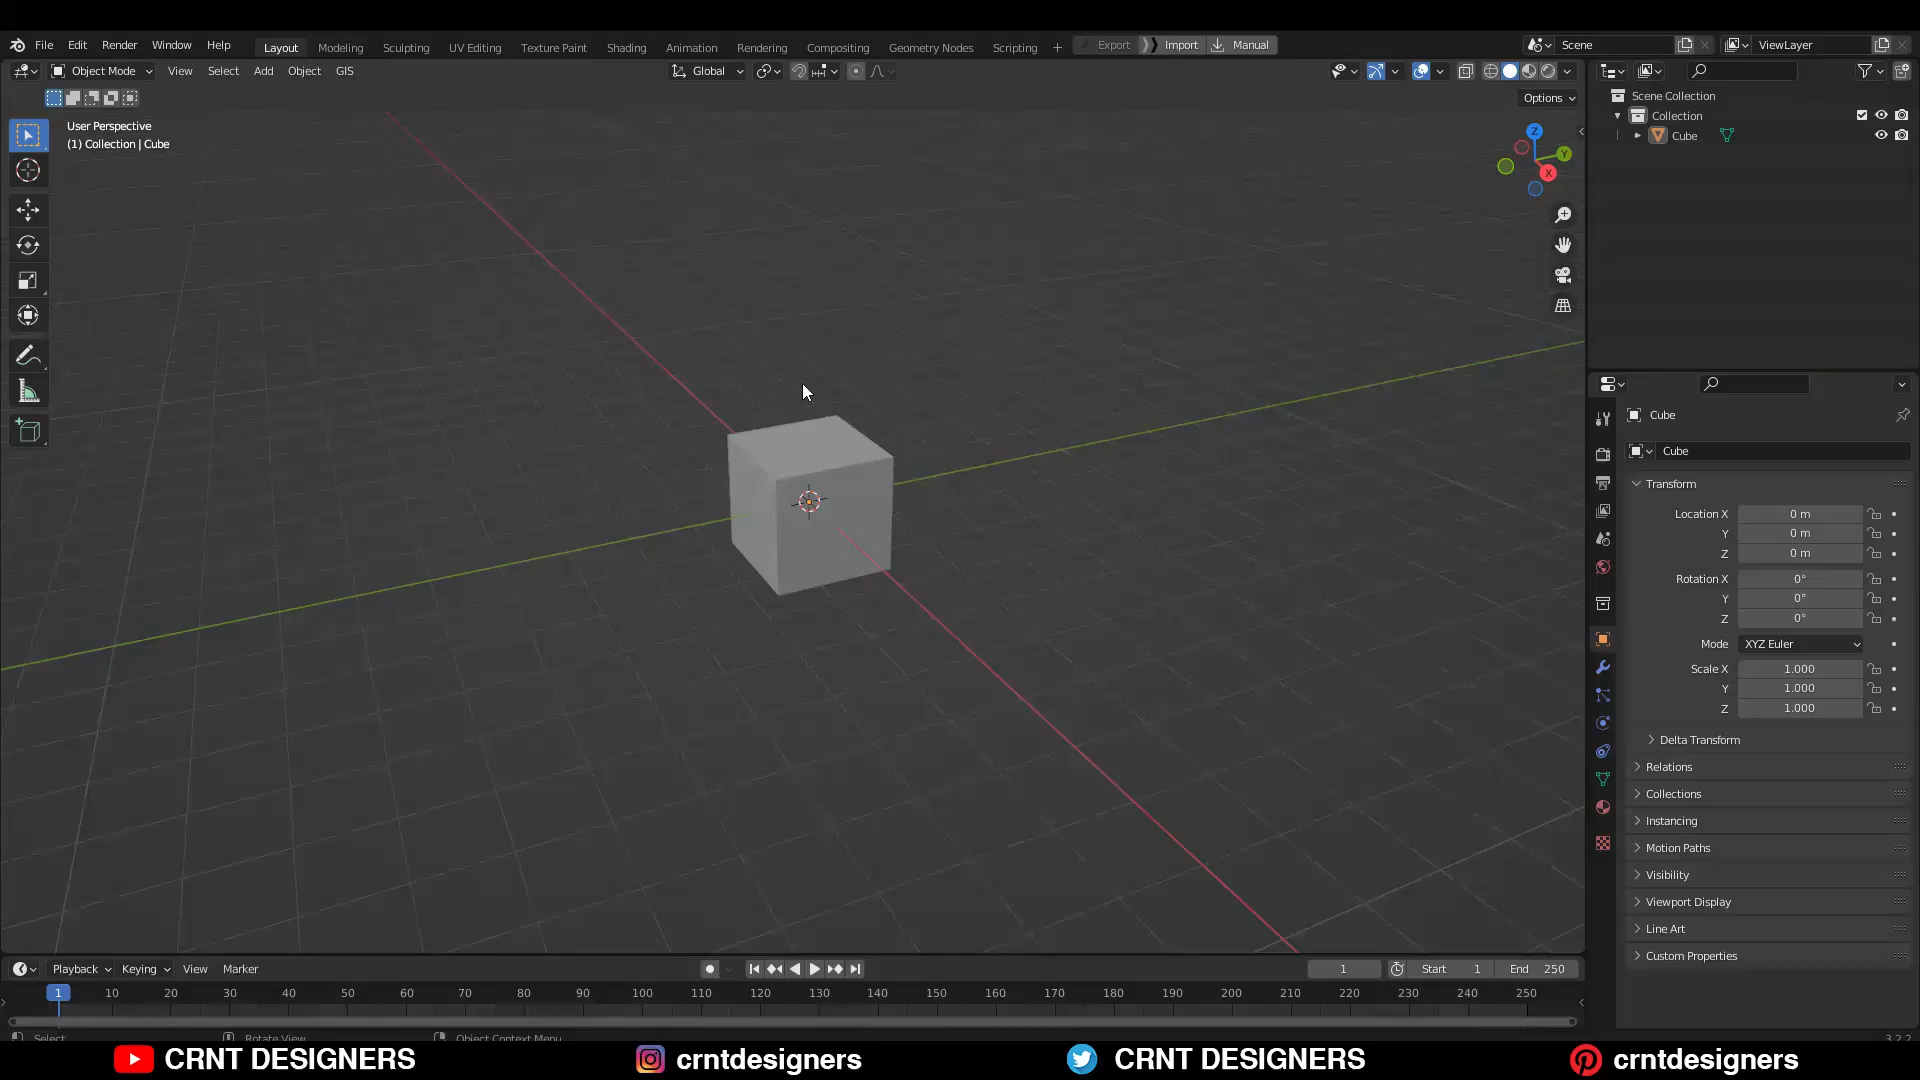 File Edit Render Window Help Layout Modeling Sculpting UV Editing Texture Paint Shading Animation Rendering Compositing Geometry Nodes Scripting + Export Import Manual Scene ViewLayer
Object Mode View Select Add Object GIS Global
Options
User Perspective
(1) Collection | Cube
Z
Y
X
Scene Collection
Collection
Cube
Cube
Cube
Transform
Location X 0 m
Y 0 m
Z 0 m
Rotation X 0°
Y 0°
Z 0°
Mode XYZ Euler
Scale X 1.000
Y 1.000
Z 1.000
Delta Transform
Relations
Collections
Instancing
Motion Paths
Visibility
Viewport Display
Line Art
Custom Properties
Playback Keying View Marker 1 Start 1 End 250
1 10 20 30 40 50 60 70 80 90 100 110 120 130 140 150 160 170 180 190 200 210 220 230 240 250
Select Rotate View Object Context Menu 3.2.2
CRNT DESIGNERS crntdesigners CRNT DESIGNERS crntdesigners